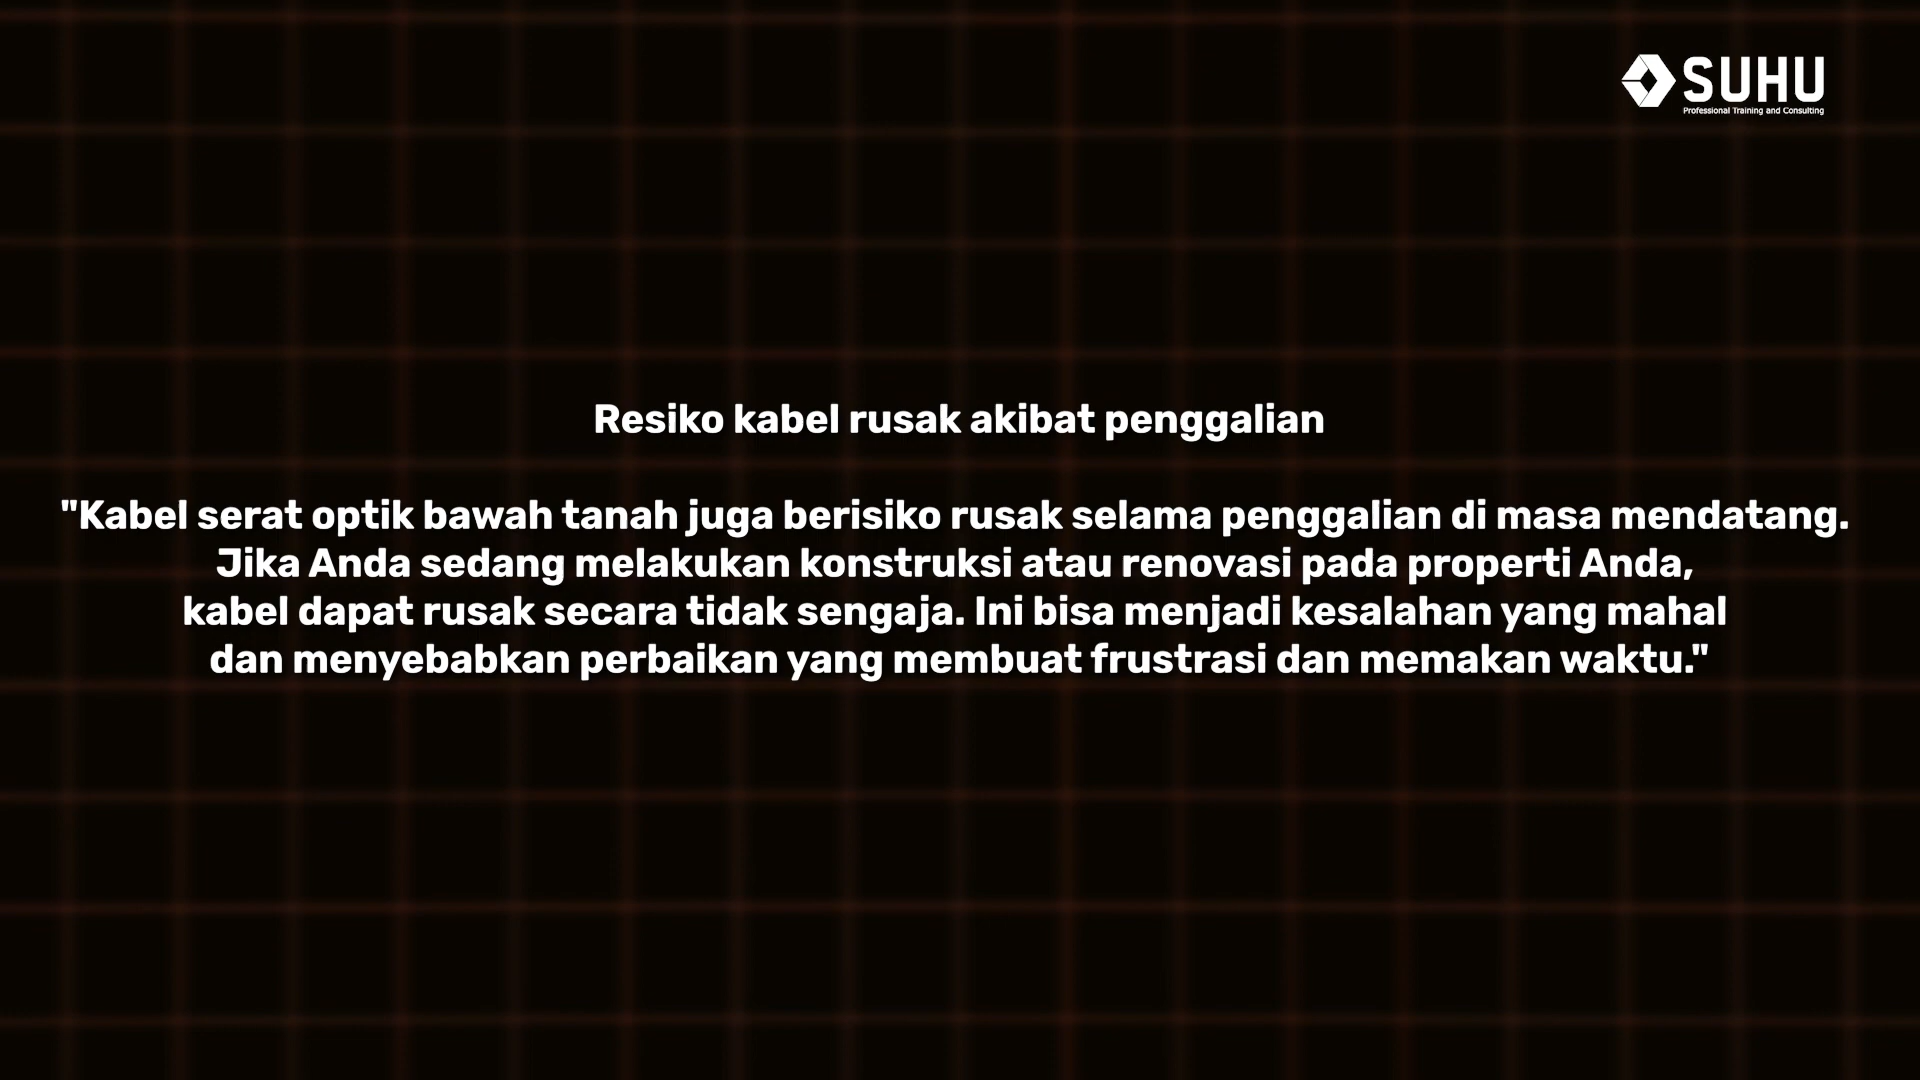 SUHU
Professional Training and Consulting
Resiko kabel rusak akibat penggalian
"Kabel serat optik bawah tanah juga berisiko rusak selama penggalian di masa mendatang.
Jika Anda sedang melakukan konstruksi atau renovasi pada properti Anda,
kabel dapat rusak secara tidak sengaja. Ini bisa menjadi kesalahan yang mahal
dan menyebabkan perbaikan yang membuat frustrasi dan memakan waktu."